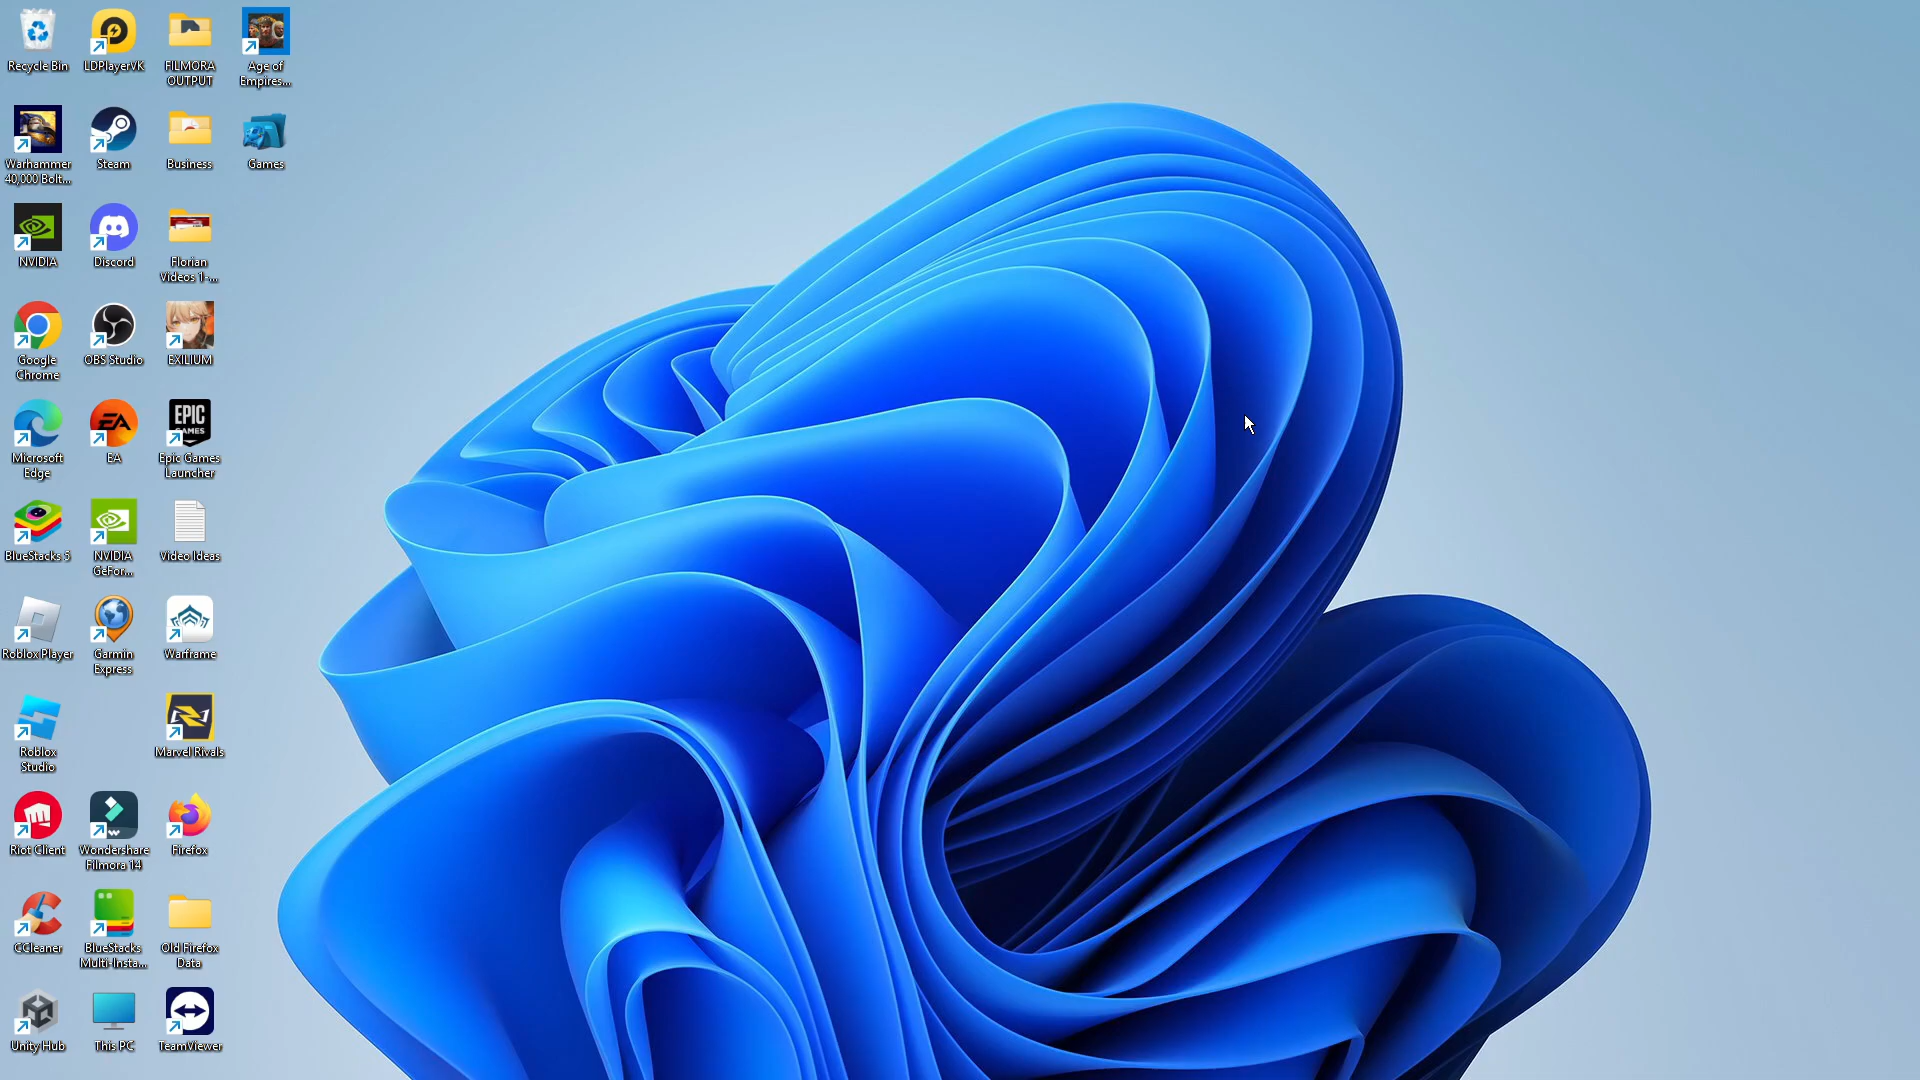 Recycle Bin
LDPlayerVK
FILMORA
OUTPUT
Age of
Empires...
Warhammer
40,000 Bolt...
Steam
Business
Games
NVIDIA
Discord
Florian
Videos 1-...
Google
Chrome
OBS Studio
EXILIUM
Microsoft
Edge
EA
EA
EPIC
GAMES
Epic Games
Launcher
BlueStacks 5
NVIDIA
GeFor...
Video Ideas
Roblox Player
Garmin
Express
Warframe
Roblox
Studio
Marvel Rivals
Riot Client
Wondershare
Filmora 14
Firefox
CCleaner
BlueStacks
Multi-Insta...
Old Firefox
Data
Unity Hub
This PC
TeamViewer